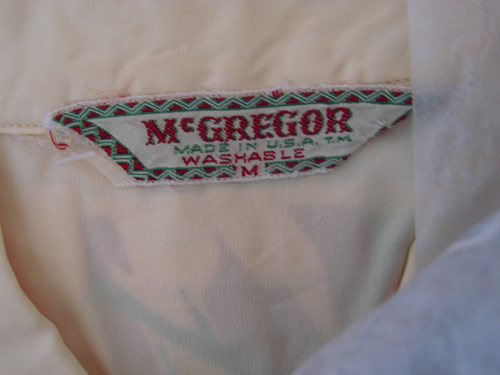 McGREGOR
MADE IN U.S.A. T.M.
WASHABLE
M